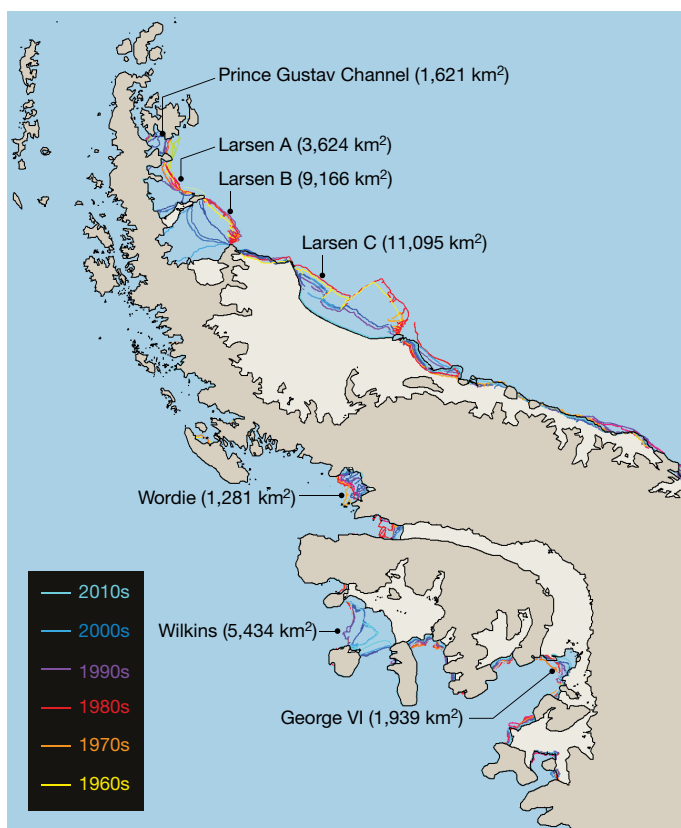 Prince Gustav Channel (1,621 km²)
Larsen A (3,624 km²)
Larsen B (9,166 km²)
Larsen C (11,095 km²)
Wordie (1,281 km²)
Wilkins (5,434 km²)
George VI (1,939 km²)
2010s
2000s
1990s
1980s
1970s
1960s